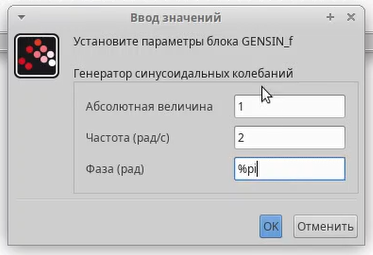 Ввод значений
Установите параметры блока GENSIN_f
Генератор синусоидальных колебаний
Абсолютная величина 1
Частота (рад/с) 2
Фаза (рад) %pi
OK Отменить